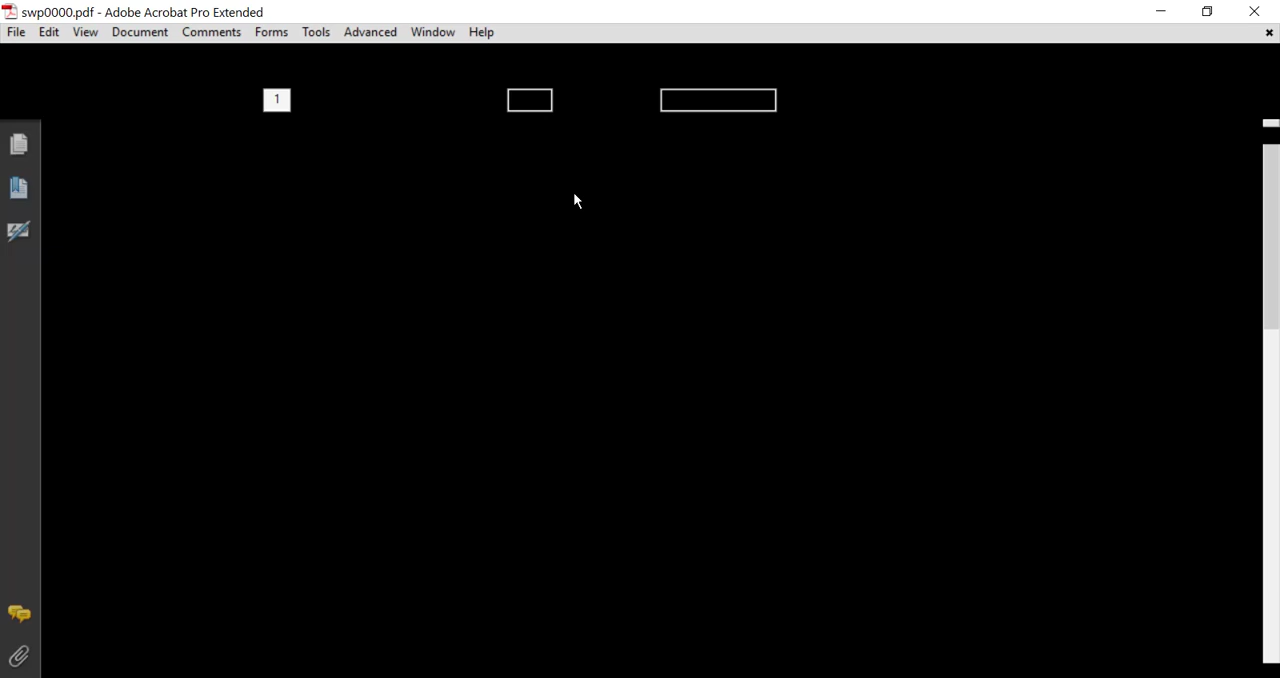 swp0000.pdf - Adobe Acrobat Pro Extended
File Edit View Document Comments Forms Tools Advanced Window Help
1